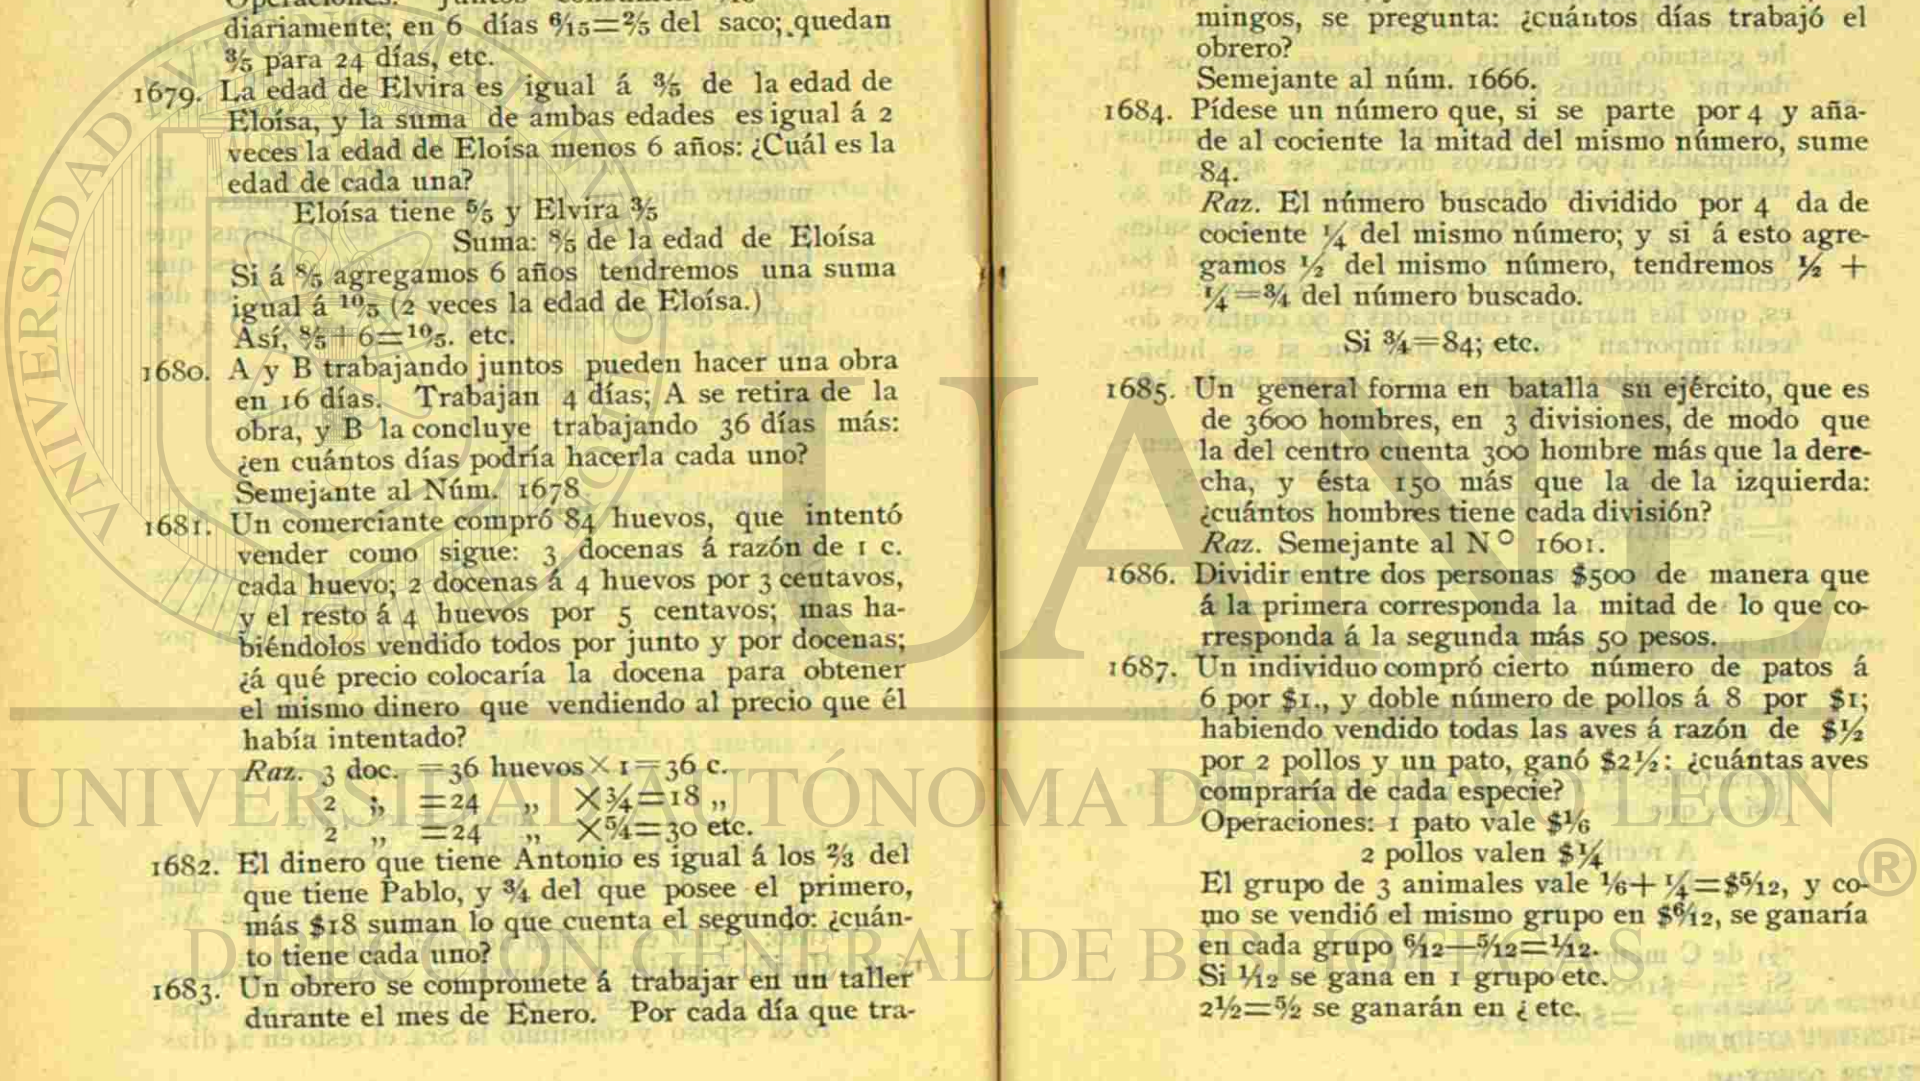 diariamente; en 6 días 6/15=2/5 del saco; quedan
3/5 para 24 días, etc.
1679. La edad de Elvira es igual á 3/5 de la edad de
Eloísa, y la suma de ambas edades es igual á 2
veces la edad de Eloísa menos 6 años: ¿Cuál es la
edad de cada una?
Eloísa tiene 5/5 y Elvira 3/5
Suma: 8/5 de la edad de Eloísa
Si á 8/5 agregamos 6 años tendremos una suma
igual á 10/5 (2 veces la edad de Eloísa.)
Así, 8/5+6=10/5. etc.
1680. A y B trabajando juntos pueden hacer una obra
en 16 días. Trabajan 4 días; A se retira de la
obra, y B la concluye trabajando 36 días más:
¿en cuántos días podría hacerla cada uno?
Semejante al Núm. 1678
1681. Un comerciante compró 84 huevos, que intentó
vender como sigue: 3 docenas á razón de 1 c.
cada huevo; 2 docenas á 4 huevos por 3 centavos,
y el resto á 4 huevos por 5 centavos; mas ha-
biéndolos vendido todos por junto y por docenas;
¿á qué precio colocaría la docena para obtener
el mismo dinero que vendiendo al precio que él
había intentado?
Raz. 3 doc. =36 huevos×1=36 c.
2 ,, =24 ,, ×3/4=18 ,,
2 ,, =24 ,, ×5/4=30 etc.
1682. El dinero que tiene Antonio es igual á los 2/3 del
que tiene Pablo, y 3/4 del que posee el primero,
más $18 suman lo que cuenta el segundo: ¿cuán-
to tiene cada uno?
1683. Un obrero se compromete á trabajar en un taller
durante el mes de Enero. Por cada día que tra-
mingos, se pregunta: ¿cuántos días trabajó el
obrero?
Semejante al núm. 1666.
1684. Pídese un número que, si se parte por 4 y aña-
de al cociente la mitad del mismo número, sume
84.
Raz. El número buscado dividido por 4 da de
cociente 1/4 del mismo número; y si á esto agre-
gamos 1/2 del mismo número, tendremos 1/2 +
1/4=3/4 del número buscado.
Si 3/4=84; etc.
1685. Un general forma en batalla su ejército, que es
de 3600 hombres, en 3 divisiones, de modo que
la del centro cuenta 300 hombre más que la dere-
cha, y ésta 150 más que la de la izquierda:
¿cuántos hombres tiene cada división?
Raz. Semejante al N° 1601.
1686. Dividir entre dos personas $500 de manera que
á la primera corresponda la mitad de lo que co-
rresponda á la segunda más 50 pesos.
1687. Un individuo compró cierto número de patos á
6 por $1., y doble número de pollos á 8 por $1;
habiendo vendido todas las aves á razón de $1/2
por 2 pollos y un pato, ganó $2 1/2: ¿cuántas aves
compraría de cada especie?
Operaciones: 1 pato vale $1/6
2 pollos valen $1/4
El grupo de 3 animales vale 1/6+1/4=$5/12, y co-
mo se vendió el mismo grupo en $6/12, se ganaría
en cada grupo 6/12—5/12=1/12.
Si 1/12 se gana en 1 grupo etc.
2 1/2=5/2 se ganarán en ¿ etc.
UNIVERSIDAD
UANL
UNIVERSIDAD AUTÓNOMA DE NUEVO LEÓN
®
DIRECCIÓN GENERAL DE BIBLIOTECAS